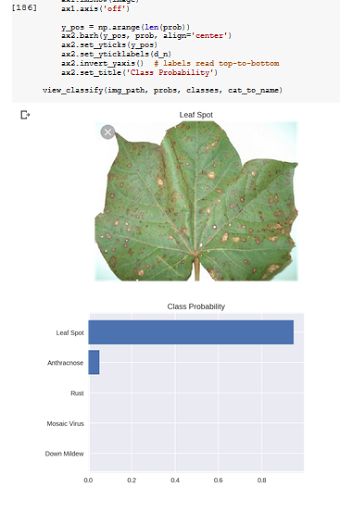 [186]
ax1.axis('off')
y_pos = np.arange(len(prob))
ax2.barh(y_pos, prob, align='center')
ax2.set_yticks(y_pos)
ax2.set_yticklabels(d_n)
ax2.invert_yaxis()  # labels read top-to-bottom
ax2.set_title('Class Probability')
view_classify(img_path, probs, classes, cat_to_name)
Leaf Spot
Class Probability
Leaf Spot
Anthracnose
Rust
Mosaic Virus
Down Mildew
0.0 0.2 0.4 0.6 0.8